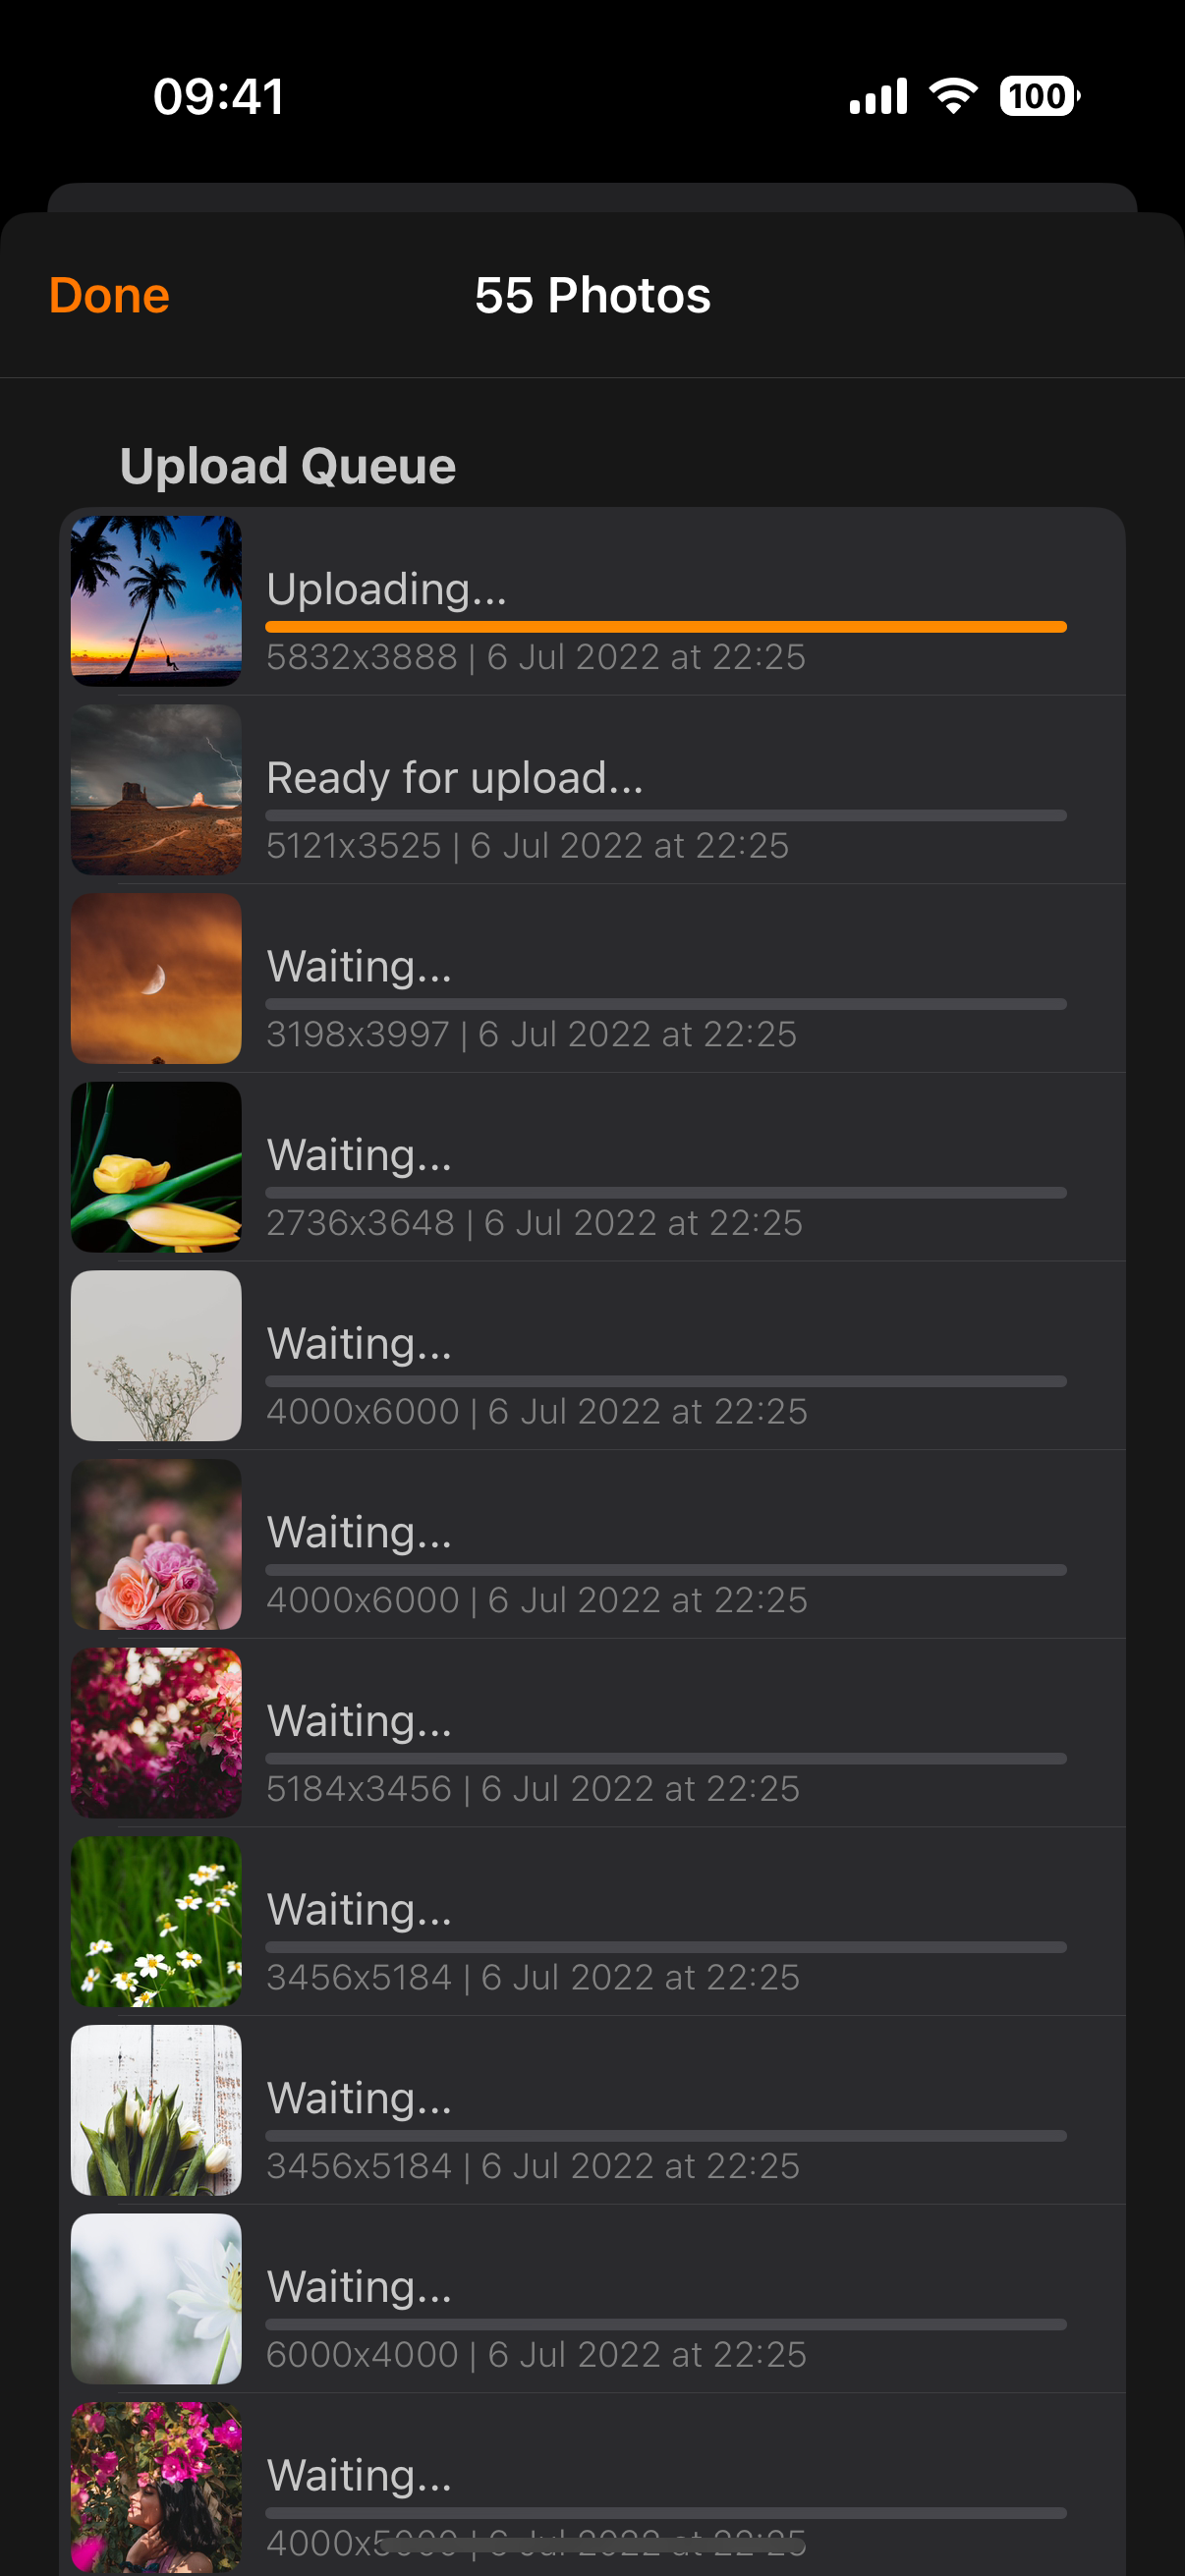 09:41
100
Done
55 Photos
Upload Queue
Uploading...
5832x3888 | 6 Jul 2022 at 22:25
Ready for upload...
5121x3525 | 6 Jul 2022 at 22:25
Waiting...
3198x3997 | 6 Jul 2022 at 22:25
Waiting...
2736x3648 | 6 Jul 2022 at 22:25
Waiting...
4000x6000 | 6 Jul 2022 at 22:25
Waiting...
4000x6000 | 6 Jul 2022 at 22:25
Waiting...
5184x3456 | 6 Jul 2022 at 22:25
Waiting...
3456x5184 | 6 Jul 2022 at 22:25
Waiting...
3456x5184 | 6 Jul 2022 at 22:25
Waiting...
6000x4000 | 6 Jul 2022 at 22:25
Waiting...
| 6 Jul 2022 at 22:25